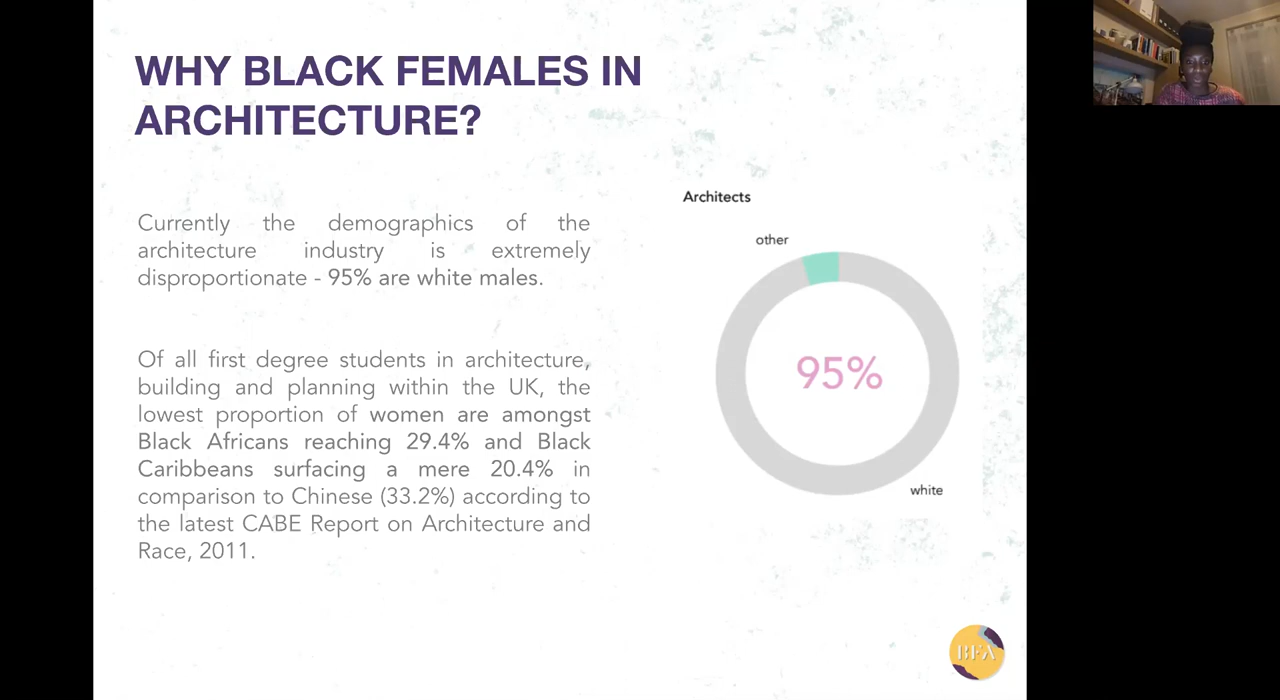 WHY BLACK FEMALES IN
ARCHITECTURE?
Currently the demographics of the
architecture industry is extremely
disproportionate - 95% are white males.
Of all first degree students in architecture,
building and planning within the UK, the
lowest proportion of women are amongst
Black Africans reaching 29.4% and Black
Caribbeans surfacing a mere 20.4% in
comparison to Chinese (33.2%) according to
the latest CABE Report on Architecture and
Race, 2011.
Architects
other
95%
white
BFA